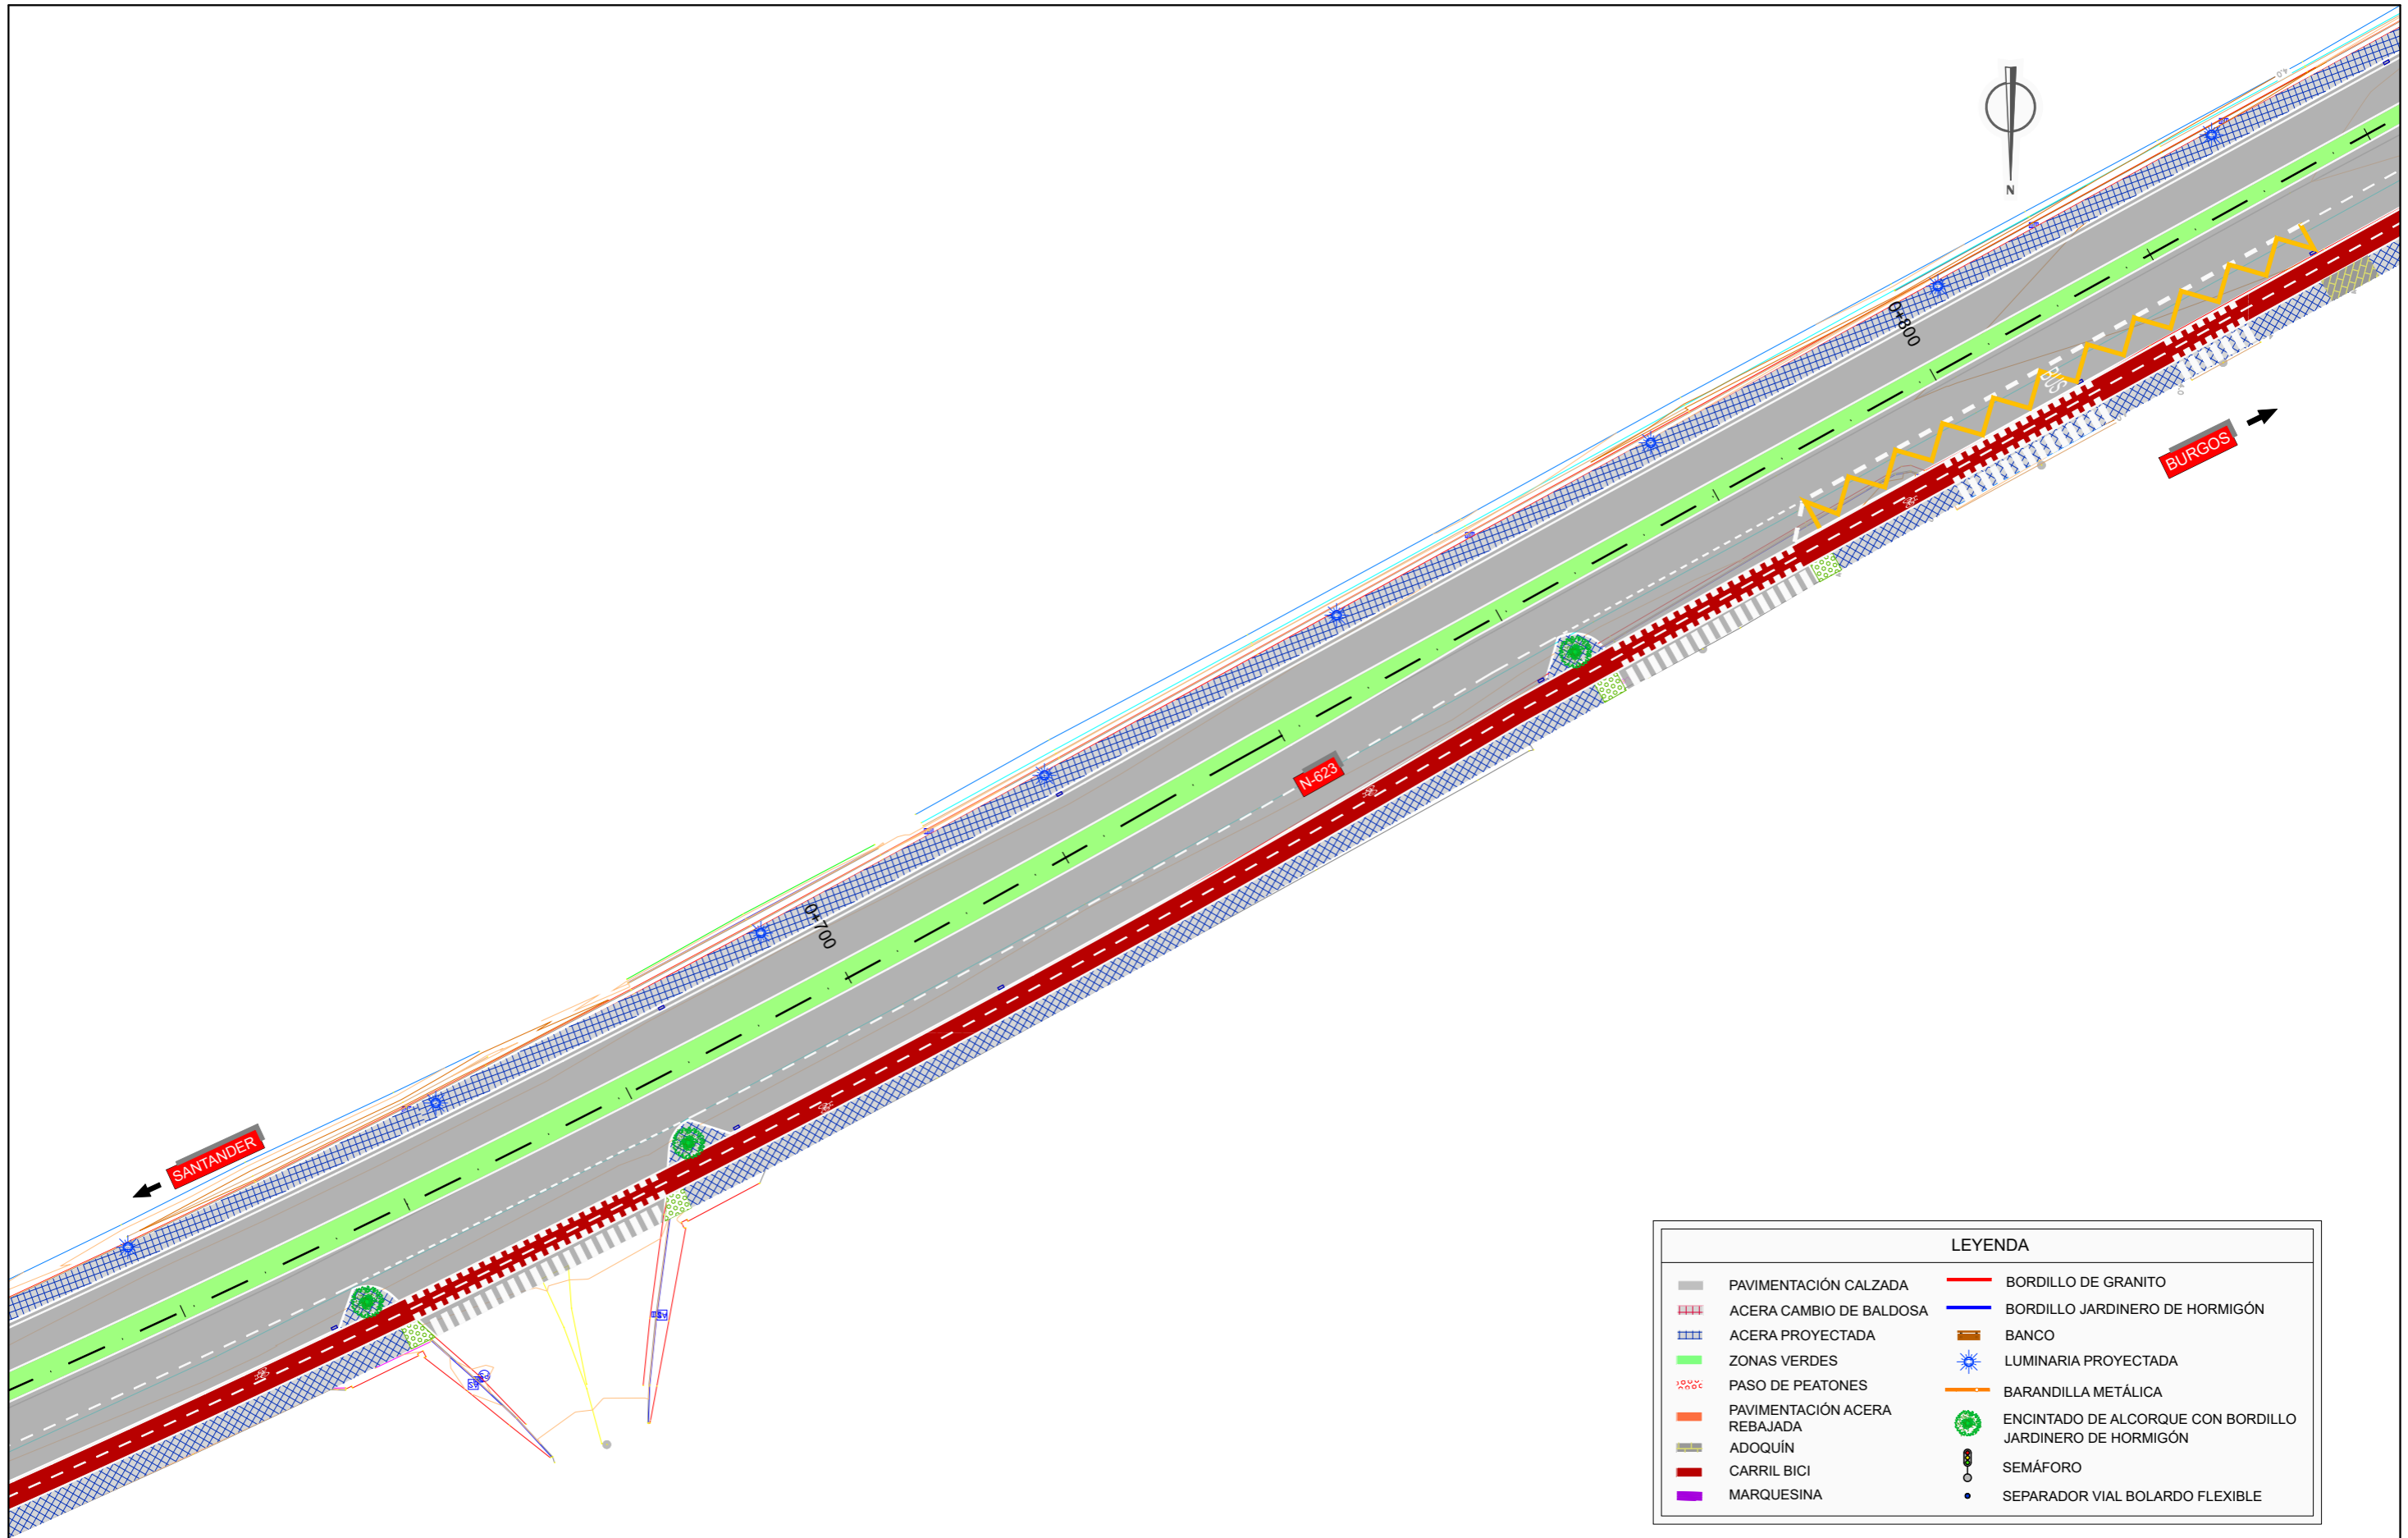 N
0+800
BUS
BURGOS
N-623
0+700
SANTANDER
LEYENDA
PAVIMENTACIÓN CALZADA
ACERA CAMBIO DE BALDOSA
ACERA PROYECTADA
ZONAS VERDES
PASO DE PEATONES
PAVIMENTACIÓN ACERA
REBAJADA
ADOQUÍN
CARRIL BICI
MARQUESINA
BORDILLO DE GRANITO
BORDILLO JARDINERO DE HORMIGÓN
BANCO
LUMINARIA PROYECTADA
BARANDILLA METÁLICA
ENCINTADO DE ALCORQUE CON BORDILLO
JARDINERO DE HORMIGÓN
SEMÁFORO
SEPARADOR VIAL BOLARDO FLEXIBLE